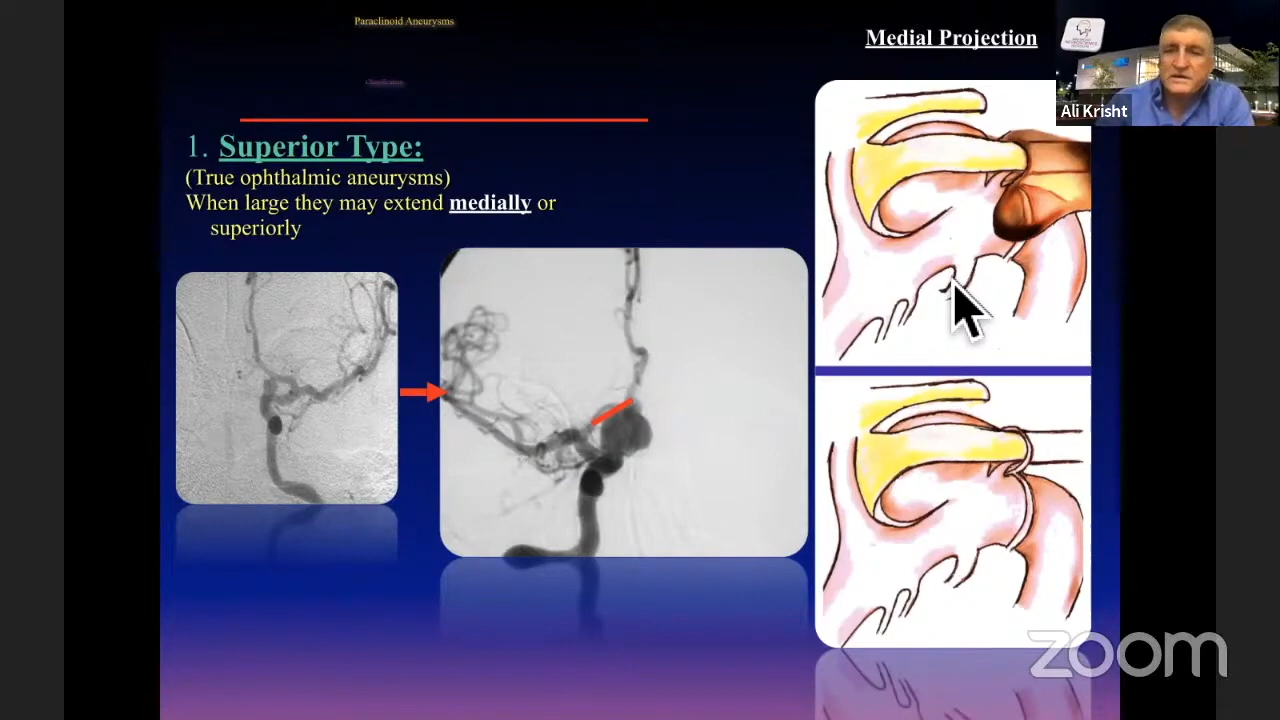 Paraclinoid Aneurysms
Classification
Medial Projection
1. Superior Type:
(True ophthalmic aneurysms)
When large they may extend medially or
superiorly
Ali Krisht
zoom